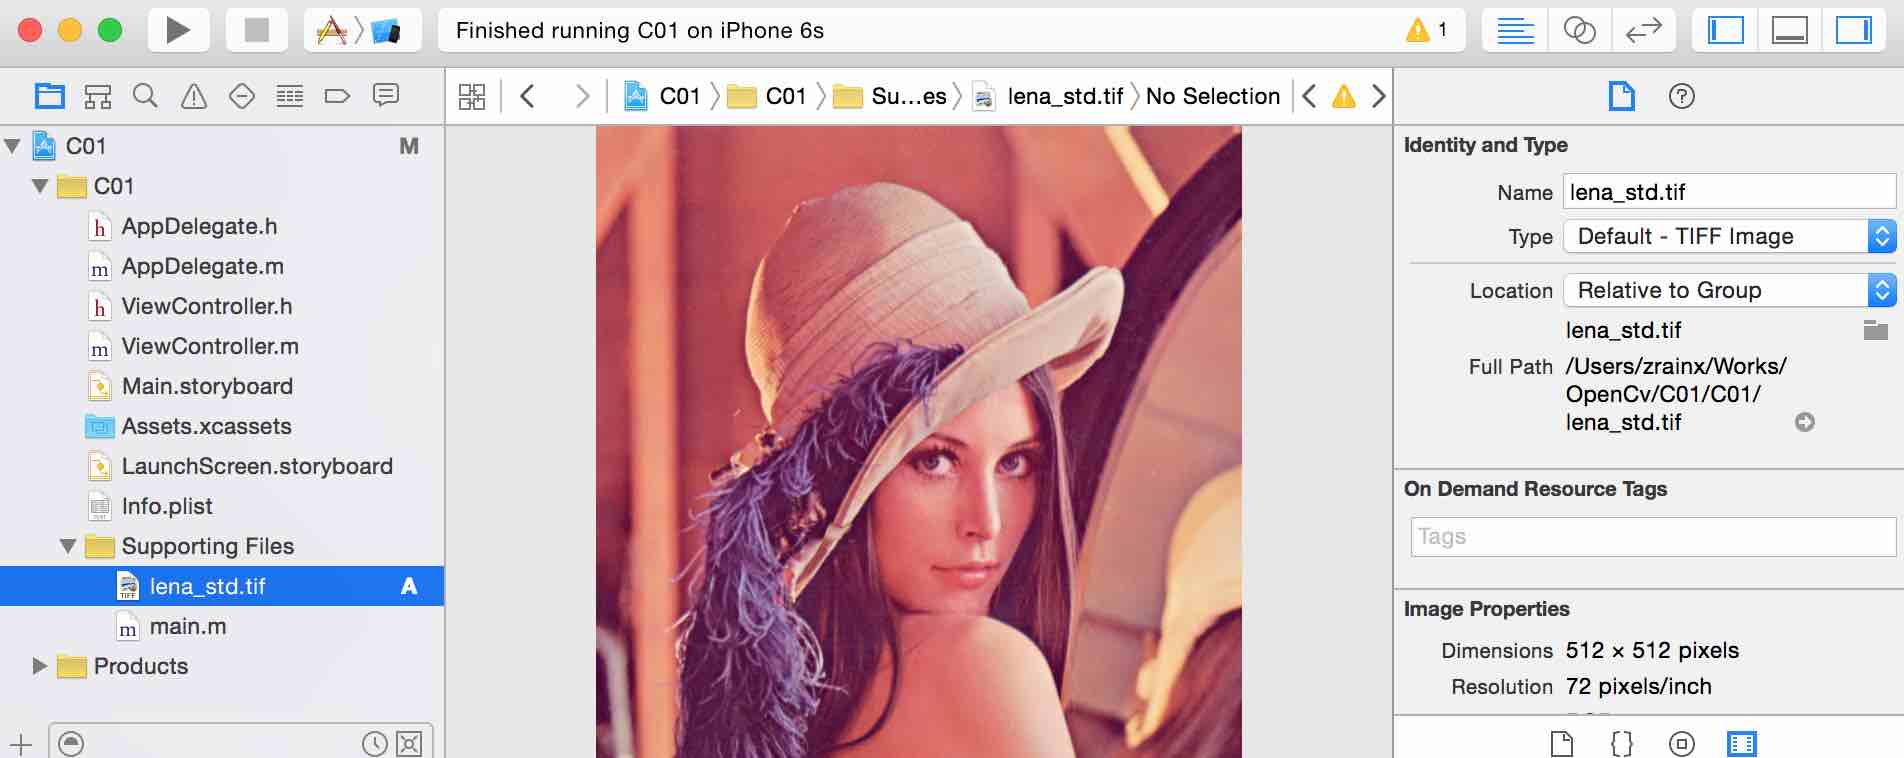 Finished running C01 on iPhone 6s
1
C01
C01
Su...es
lena_std.tif
No Selection
C01
M
C01
h AppDelegate.h
m AppDelegate.m
h ViewController.h
m ViewController.m
Main.storyboard
Assets.xcassets
LaunchScreen.storyboard
Info.plist
Supporting Files
TIFF lena_std.tif A
m main.m
Products
Identity and Type
Name lena_std.tif
Type Default - TIFF Image
Location Relative to Group
lena_std.tif
Full Path /Users/zrainx/Works/
OpenCv/C01/C01/
lena_std.tif
On Demand Resource Tags
Tags
Image Properties
Dimensions 512 × 512 pixels
Resolution 72 pixels/inch